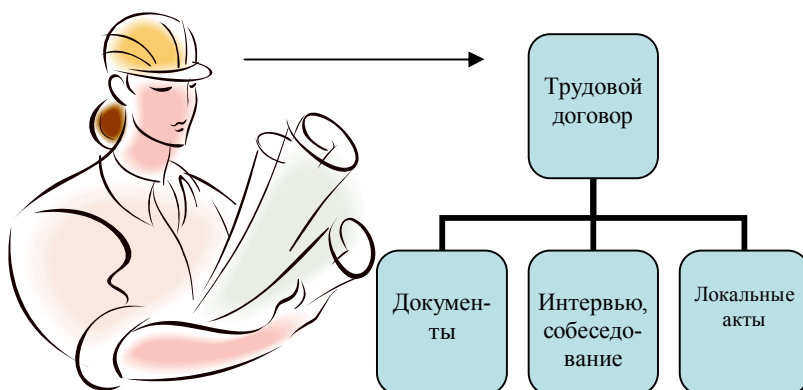 Трудовой
договор
Докумен-
ты
Интервью,
собеседо-
вание
Локальные
акты